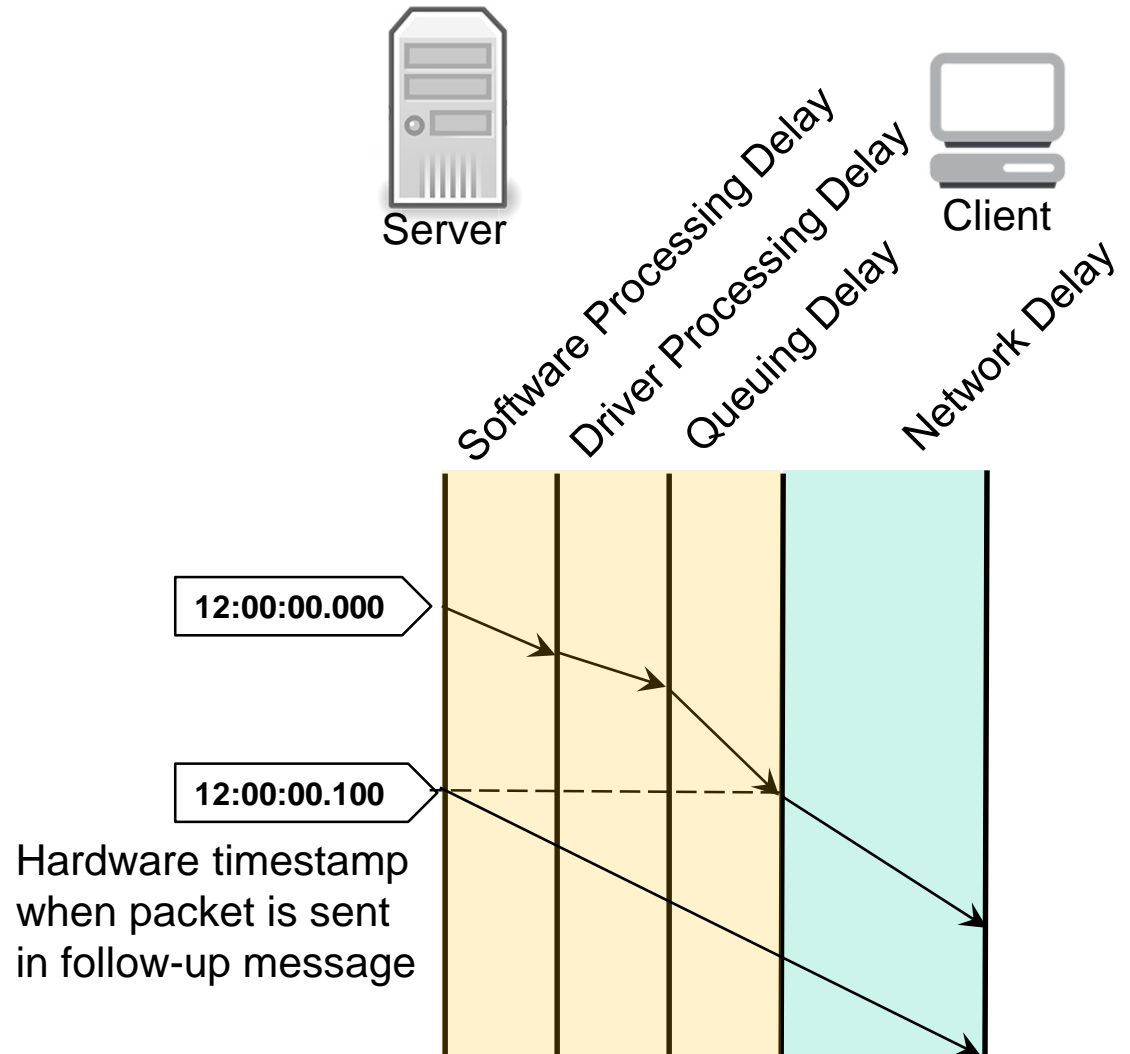 Server
Client
Software Processing Delay
Driver Processing Delay
Queuing Delay
Network Delay
12:00:00.000
12:00:00.100
Hardware timestamp
when packet is sent
in follow-up message